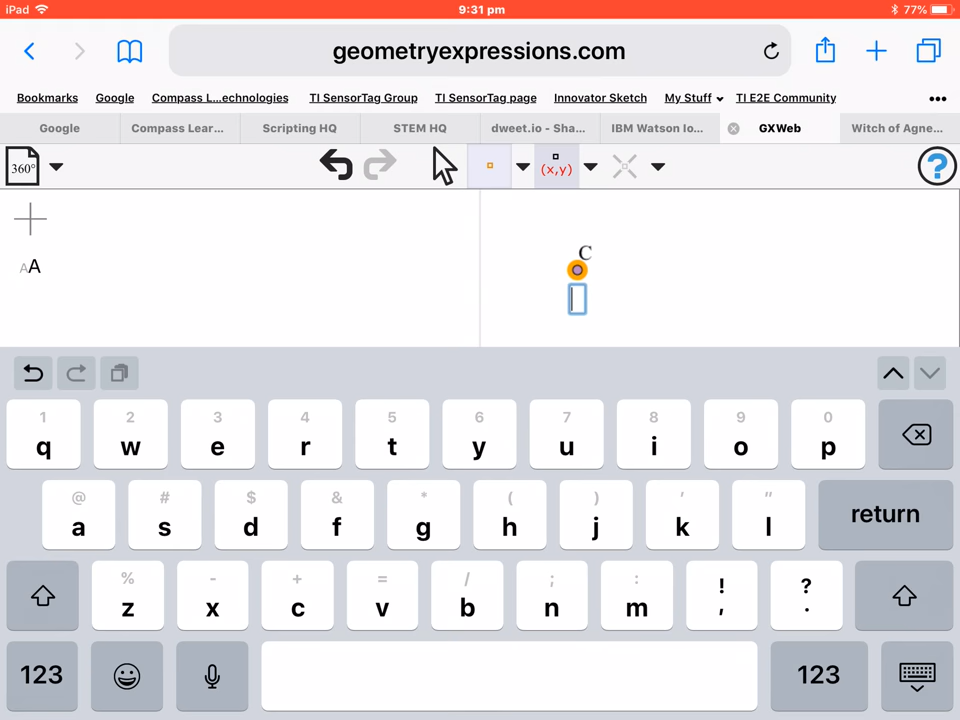 iPad 9:31 pm 77%
geometryexpressions.com
Bookmarks Google Compass L...echnologies TI SensorTag Group TI SensorTag page Innovator Sketch My Stuff TI E2E Community •••
Google Compass Lear... Scripting HQ STEM HQ dweet.io - Sha... IBM Watson Io... GXWeb Witch of Agne...
360° (x,y) ?
C
AA
1 2 3 4 5 6 7 8 9 0
q w e r t y u i o p
@ # $ & * ( ) ' "
a s d f g h j k l return
% - + = / ; : ! ?
z x c v b n m , .
123 123